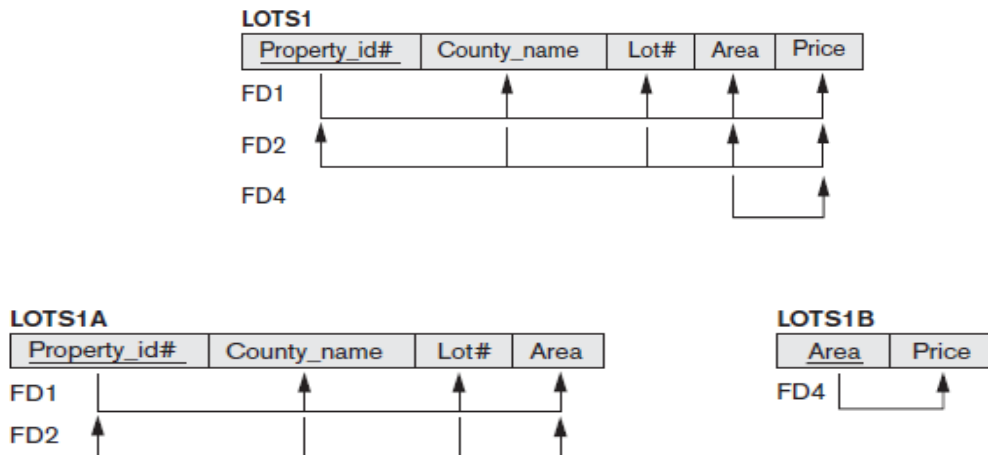 LOTS1
Property_id# County_name Lot# Area Price
FD1
FD2
FD4
LOTS1A
Property_id# County_name Lot# Area
FD1
FD2
LOTS1B
Area Price
FD4